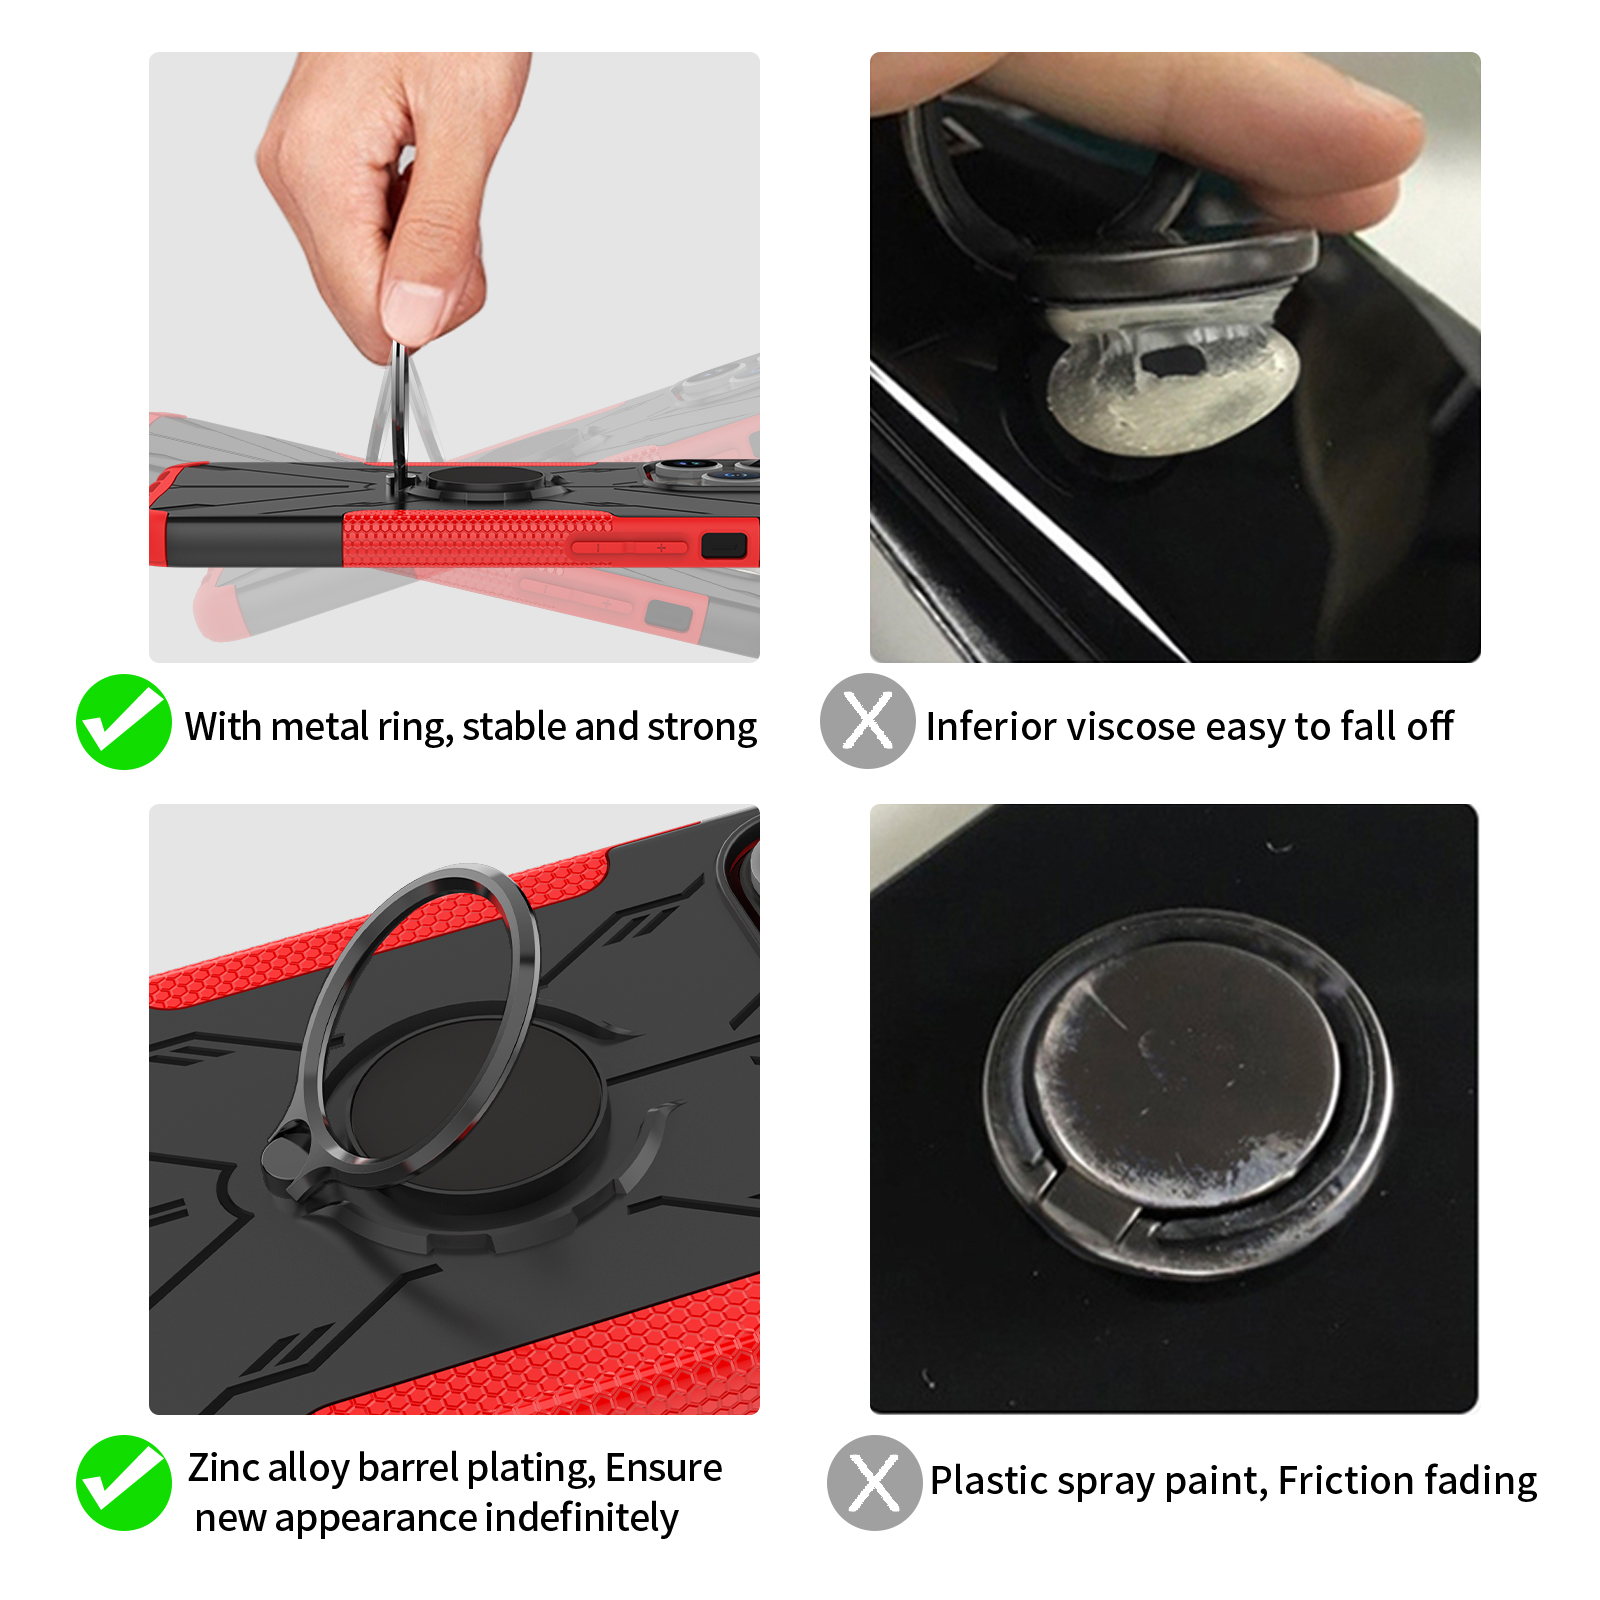 With metal ring, stable and strong
Inferior viscose easy to fall off
Zinc alloy barrel plating, Ensure
new appearance indefinitely
Plastic spray paint, Friction fading